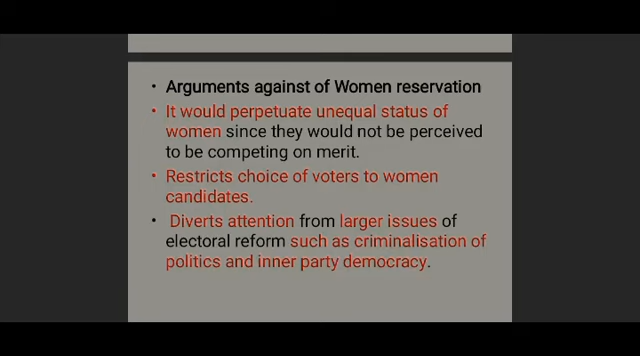 • Arguments against of Women reservation
• It would perpetuate unequal status of
women since they would not be perceived
to be competing on merit.
• Restricts choice of voters to women
candidates.
• Diverts attention from larger issues of
electoral reform such as criminalisation of
politics and inner party democracy.